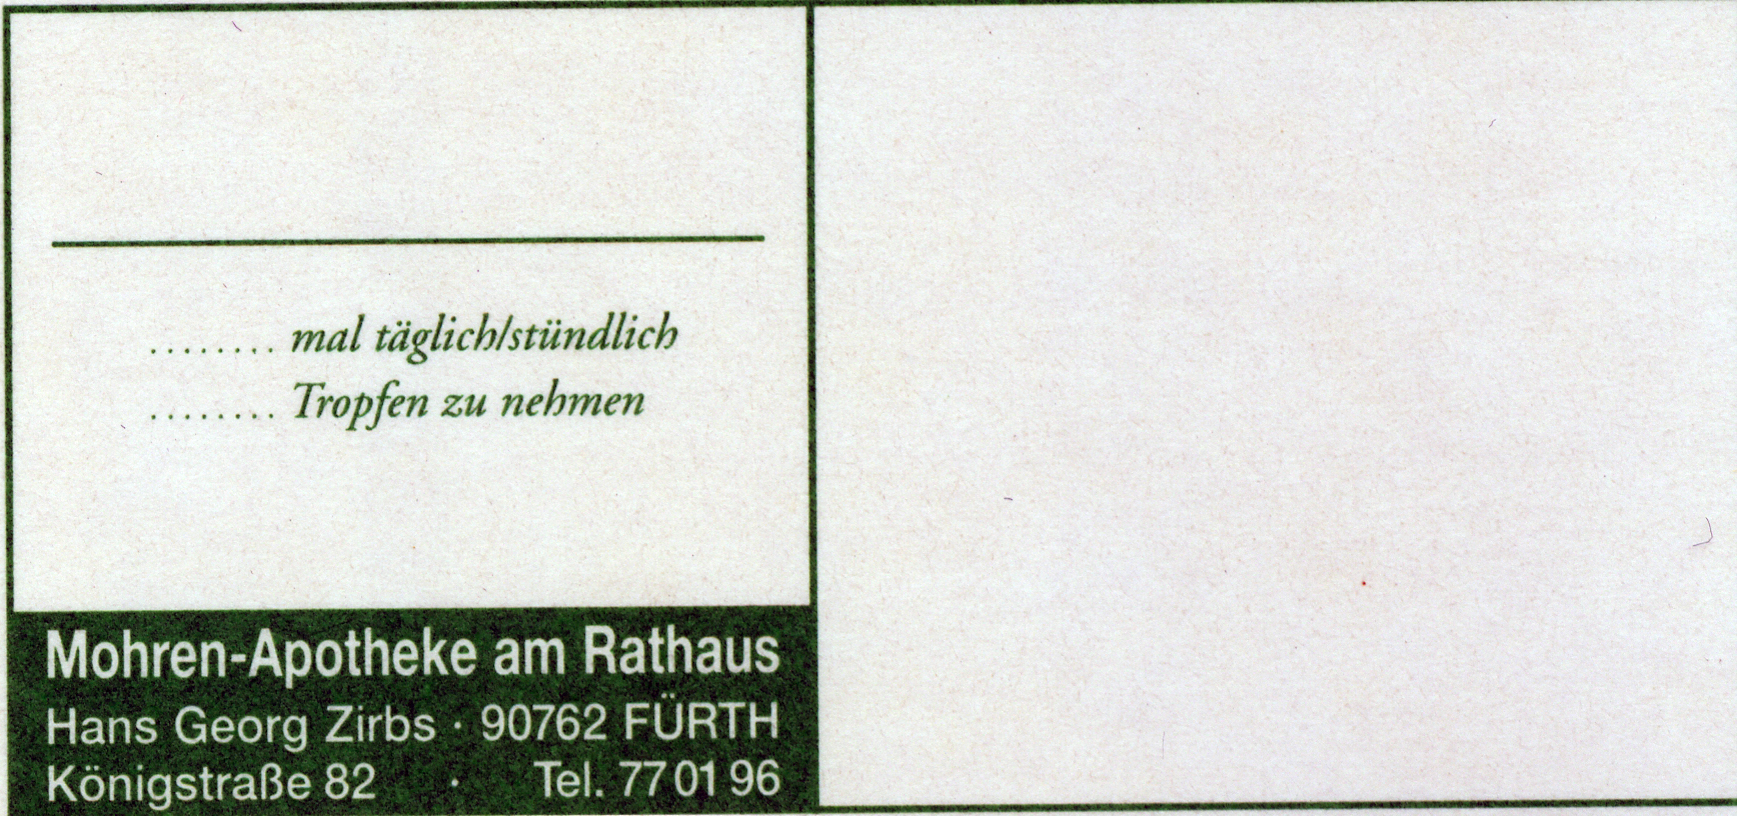 ........ mal täglich/stündlich
........ Tropfen zu nehmen
Mohren-Apotheke am Rathaus
Hans Georg Zirbs · 90762 FÜRTH
Königstraße 82 · Tel. 77 01 96